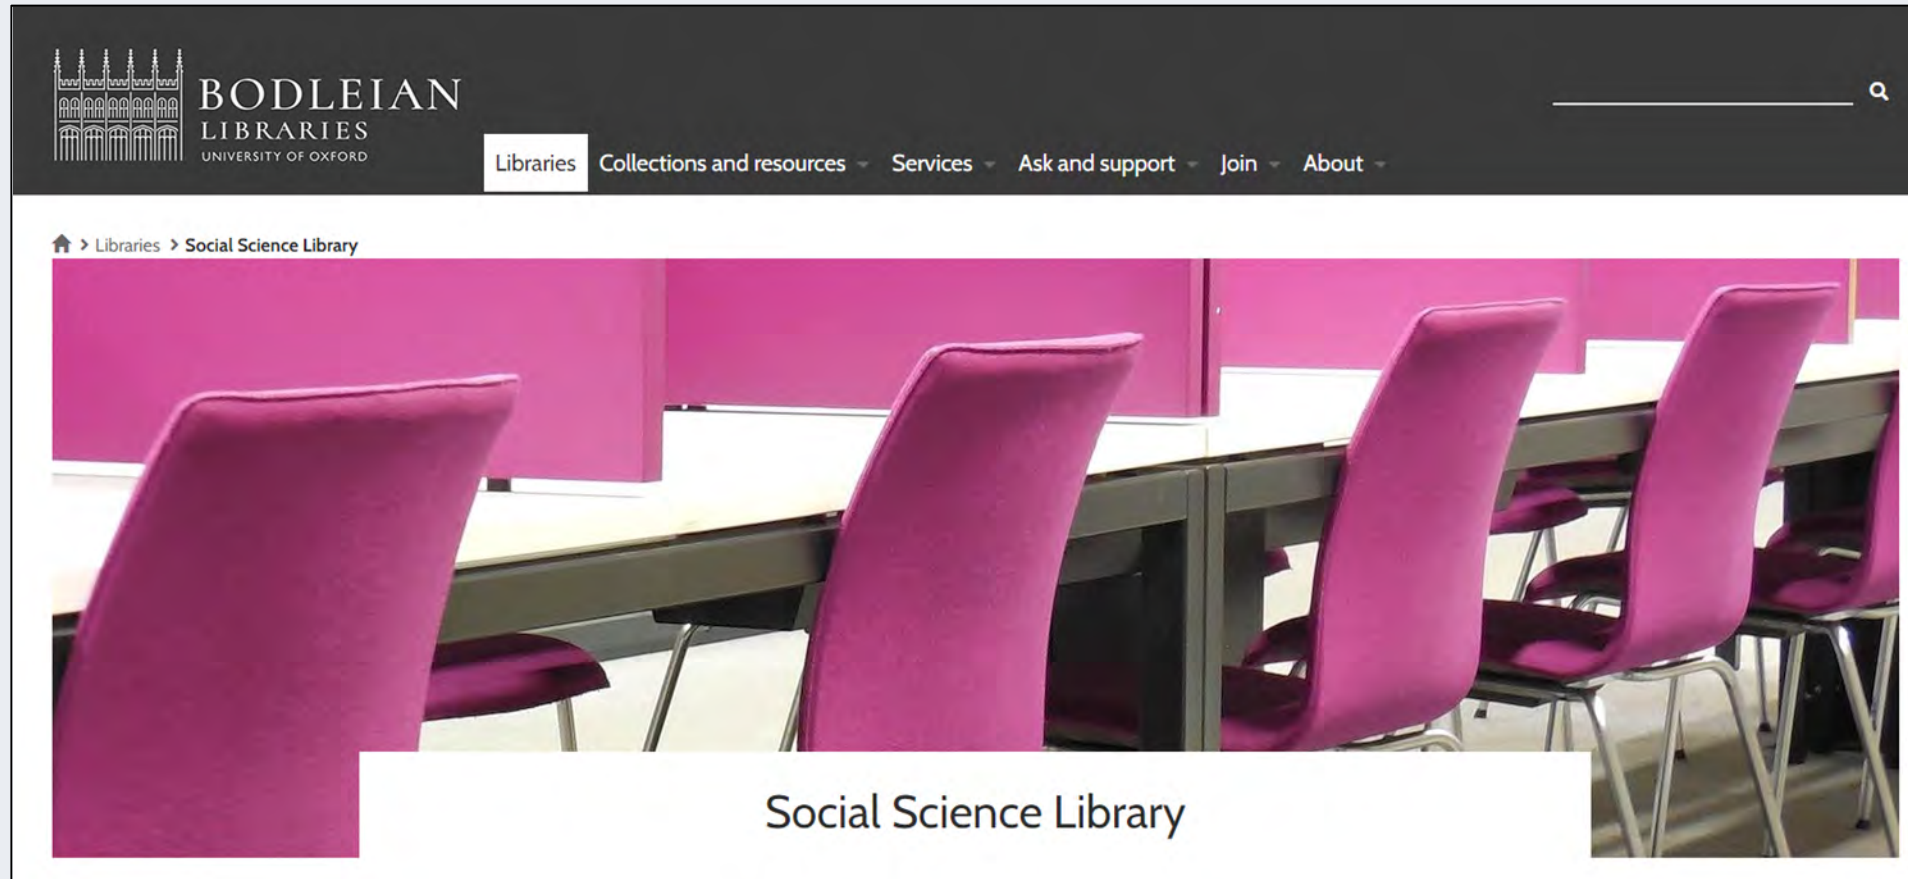 BODLEIAN
LIBRARIES
UNIVERSITY OF OXFORD
Libraries Collections and resources Services Ask and support Join About
Libraries > Social Science Library
Social Science Library